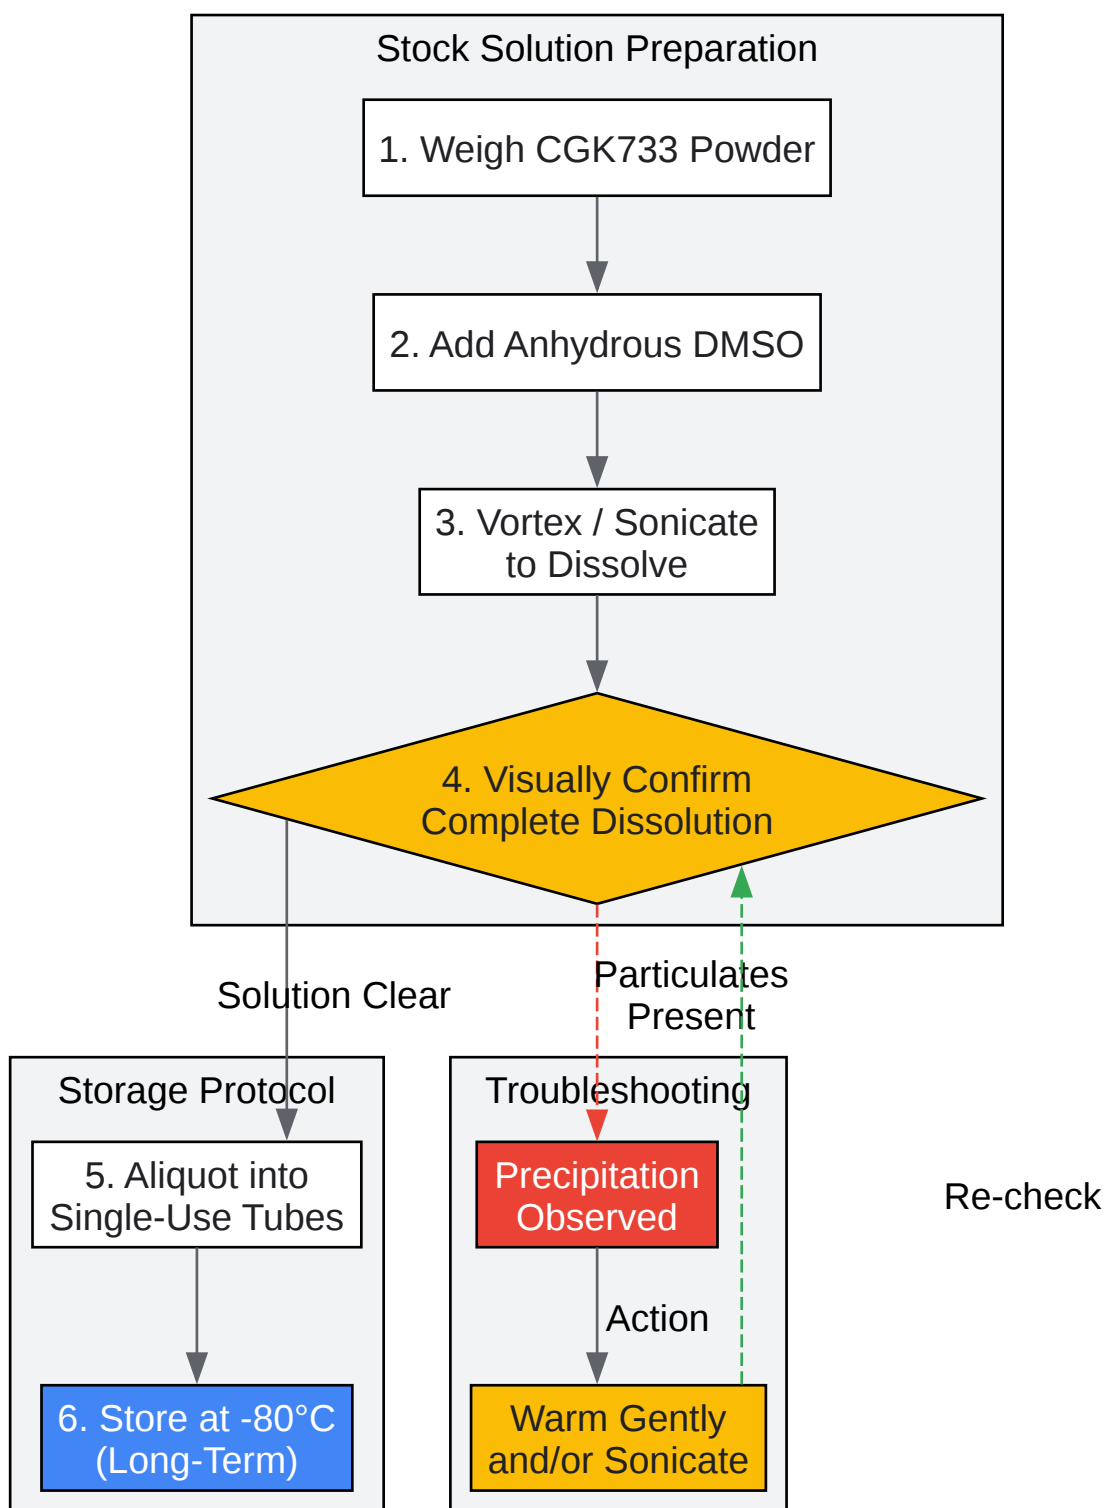 Stock Solution Preparation
1. Weigh CGK733 Powder
2. Add Anhydrous DMSO
3. Vortex / Sonicate
to Dissolve
4. Visually Confirm
Complete Dissolution
Solution Clear
Particulates
Present
Storage Protocol
5. Aliquot into
Single-Use Tubes
6. Store at -80°C
(Long-Term)
Troubleshooting
Precipitation
Observed
Action
Warm Gently
and/or Sonicate
Re-check